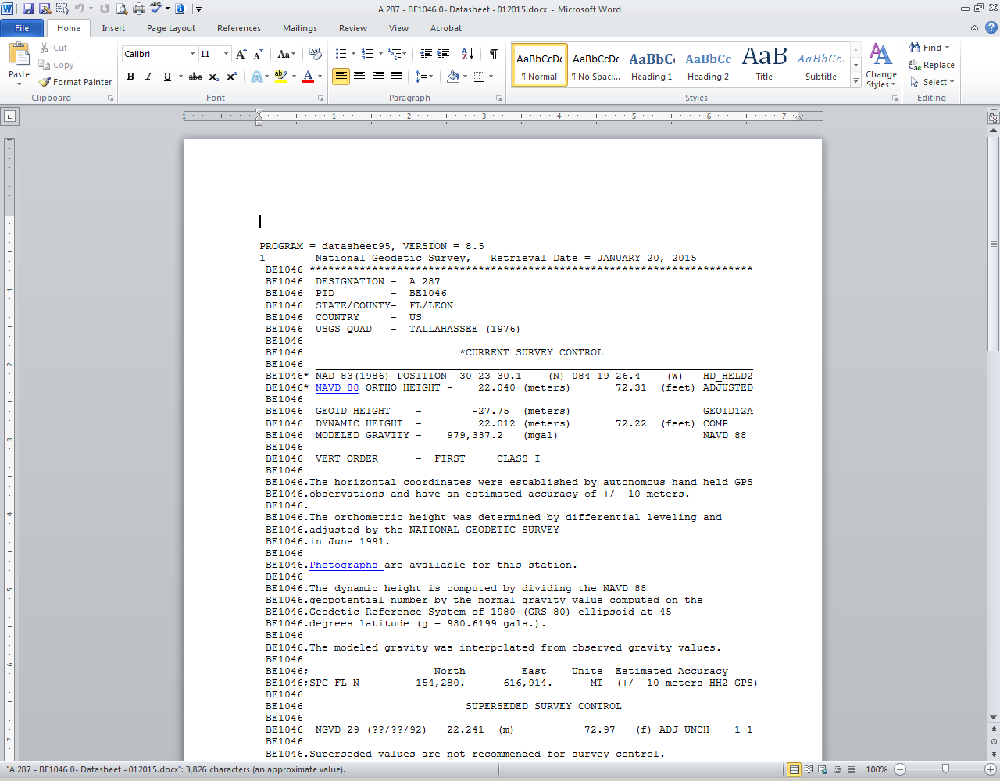 A 287 - BE1046 0- Datasheet - 012015.docx - Microsoft Word
File Home Insert Page Layout References Mailings Review View Acrobat
Paste
Cut
Copy
Format Painter
Clipboard
Calibri 11
Font
Paragraph
AaBbCcDc AaBbCcDc AaBbCc AaBbCc AaB AaBbCc.
¶ Normal ¶ No Spaci... Heading 1 Heading 2 Title Subtitle
Change Styles
Styles
Find
Replace
Select
Editing
1 1 2 3 4 5 6 7
PROGRAM = datasheet95, VERSION = 8.5
1        National Geodetic Survey,   Retrieval Date = JANUARY 20, 2015
BE1046 ***********************************************************************
BE1046  DESIGNATION -  A 287
BE1046  PID         -  BE1046
BE1046  STATE/COUNTY-  FL/LEON
BE1046  COUNTRY     -  US
BE1046  USGS QUAD   -  TALLAHASSEE (1976)
BE1046
BE1046                         *CURRENT SURVEY CONTROL
BE1046
BE1046* NAD 83(1986) POSITION- 30 23 30.1    (N) 084 19 26.4    (W)   HD_HELD2
BE1046* NAVD 88 ORTHO HEIGHT -    22.040 (meters)       72.31  (feet) ADJUSTED
BE1046
BE1046  GEOID HEIGHT    -        -27.75  (meters)                     GEOID12A
BE1046  DYNAMIC HEIGHT  -         22.012 (meters)       72.22  (feet) COMP
BE1046  MODELED GRAVITY -    979,337.2   (mgal)                       NAVD 88
BE1046
BE1046  VERT ORDER      -  FIRST     CLASS I
BE1046
BE1046.The horizontal coordinates were established by autonomous hand held GPS
BE1046.observations and have an estimated accuracy of +/- 10 meters.
BE1046.
BE1046.The orthometric height was determined by differential leveling and
BE1046.adjusted by the NATIONAL GEODETIC SURVEY
BE1046.in June 1991.
BE1046
BE1046.Photographs are available for this station.
BE1046
BE1046.The dynamic height is computed by dividing the NAVD 88
BE1046.geopotential number by the normal gravity value computed on the
BE1046.Geodetic Reference System of 1980 (GRS 80) ellipsoid at 45
BE1046.degrees latitude (g = 980.6199 gals.).
BE1046
BE1046.The modeled gravity was interpolated from observed gravity values.
BE1046
BE1046;                    North         East    Units  Estimated Accuracy
BE1046;SPC FL N     -   154,280.      616,914.      MT  (+/- 10 meters HH2 GPS)
BE1046
BE1046                          SUPERSEDED SURVEY CONTROL
BE1046
BE1046  NGVD 29 (??/??/92)   22.241  (m)           72.97   (f) ADJ UNCH    1 1
BE1046
BE1046.Superseded values are not recommended for survey control.
"A 287 - BE1046 0- Datasheet - 012015.docx": 3,826 characters (an approximate value).
100%